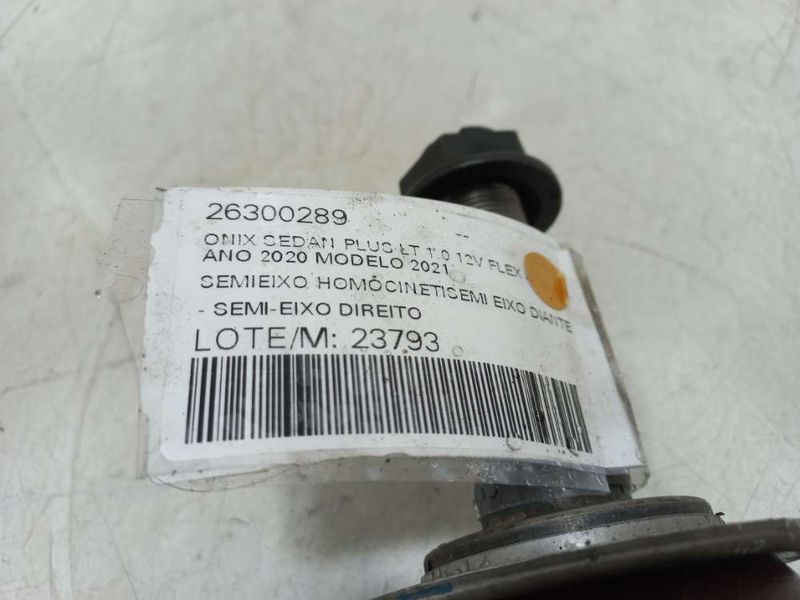 26300289
ONIX SEDAN PLUS LT 1.0 12V FLEX
ANO 2020 MODELO 2021
SEMIEIXO HOMOCINETISEMI EIXO DIANTE
- SEMI-EIXO DIREITO
LOTE/M: 23793